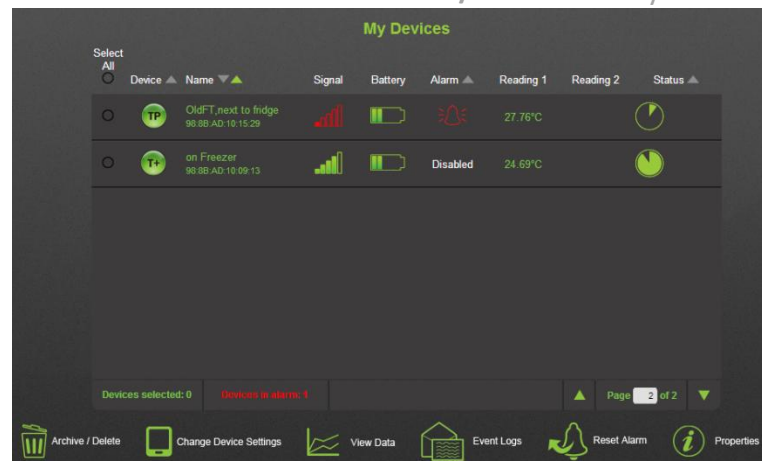 My Devices
Select
All
Device Name Signal Battery Alarm Reading 1 Reading 2 Status
TP OldFT,next to fridge 27.76°C
98:8B:AD:10:15:29
T+ on Freezer Disabled 24.69°C
98:8B:AD:10:09:13
Devices selected: 0 Devices in alarm: 1 Page 2 of 2
Archive / Delete Change Device Settings View Data Event Logs Reset Alarm Properties